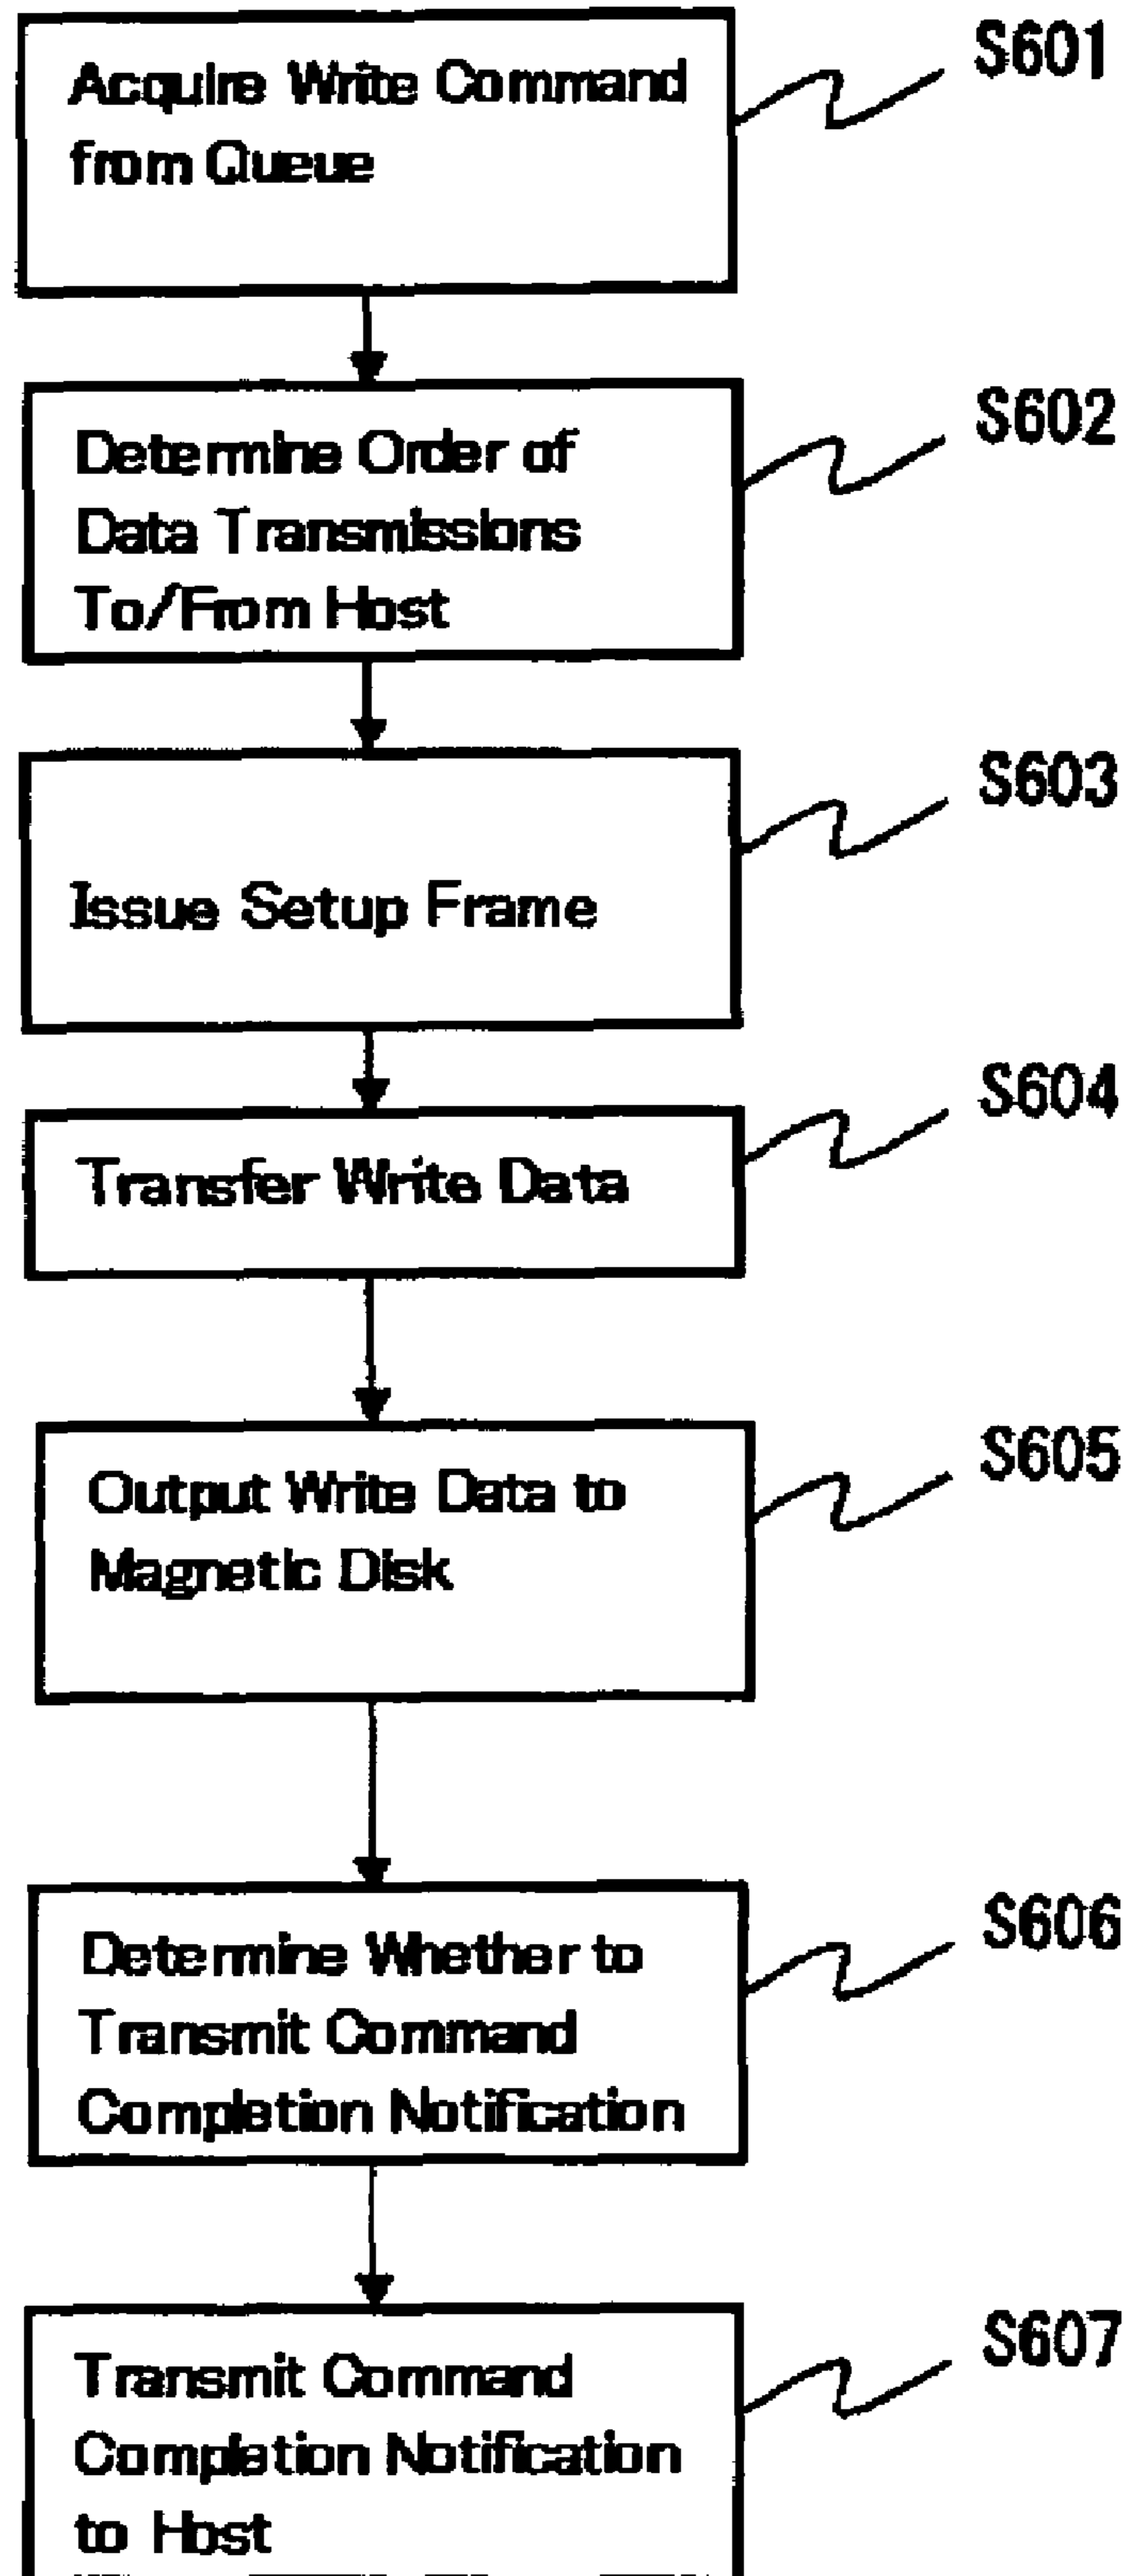 Acquire Write Command
from Queue
S601
Determine Order of
Data Transmissions
To/From Host
S602
Issue Setup Frame
S603
Transfer Write Data
S604
Output Write Data to
Magnetic Disk
S605
Determine Whether to
Transmit Command
Completion Notification
S606
Transmit Command
Completion Notification
to Host
S607